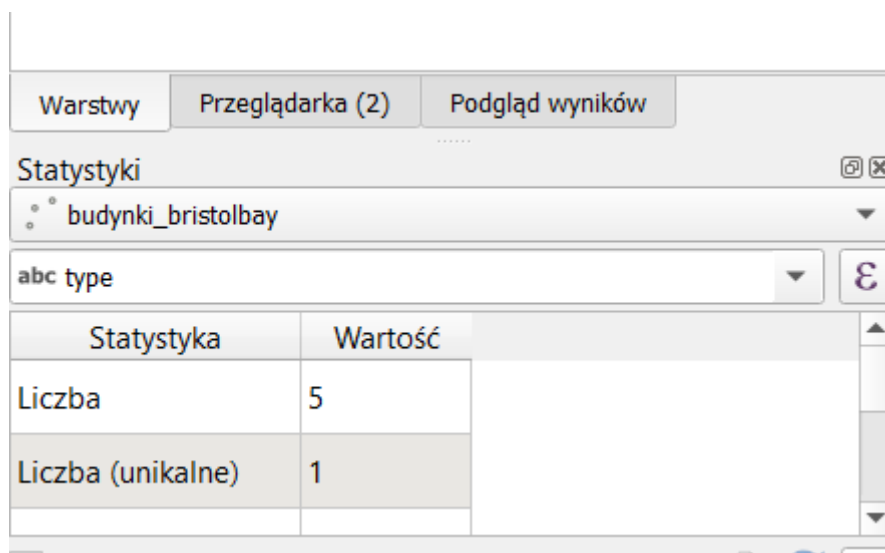 Warstwy Przeglądarka (2) Podgląd wyników
Statystyki
budynki_bristolbay
abc type ε
Statystyka Wartość
Liczba 5
Liczba (unikalne) 1